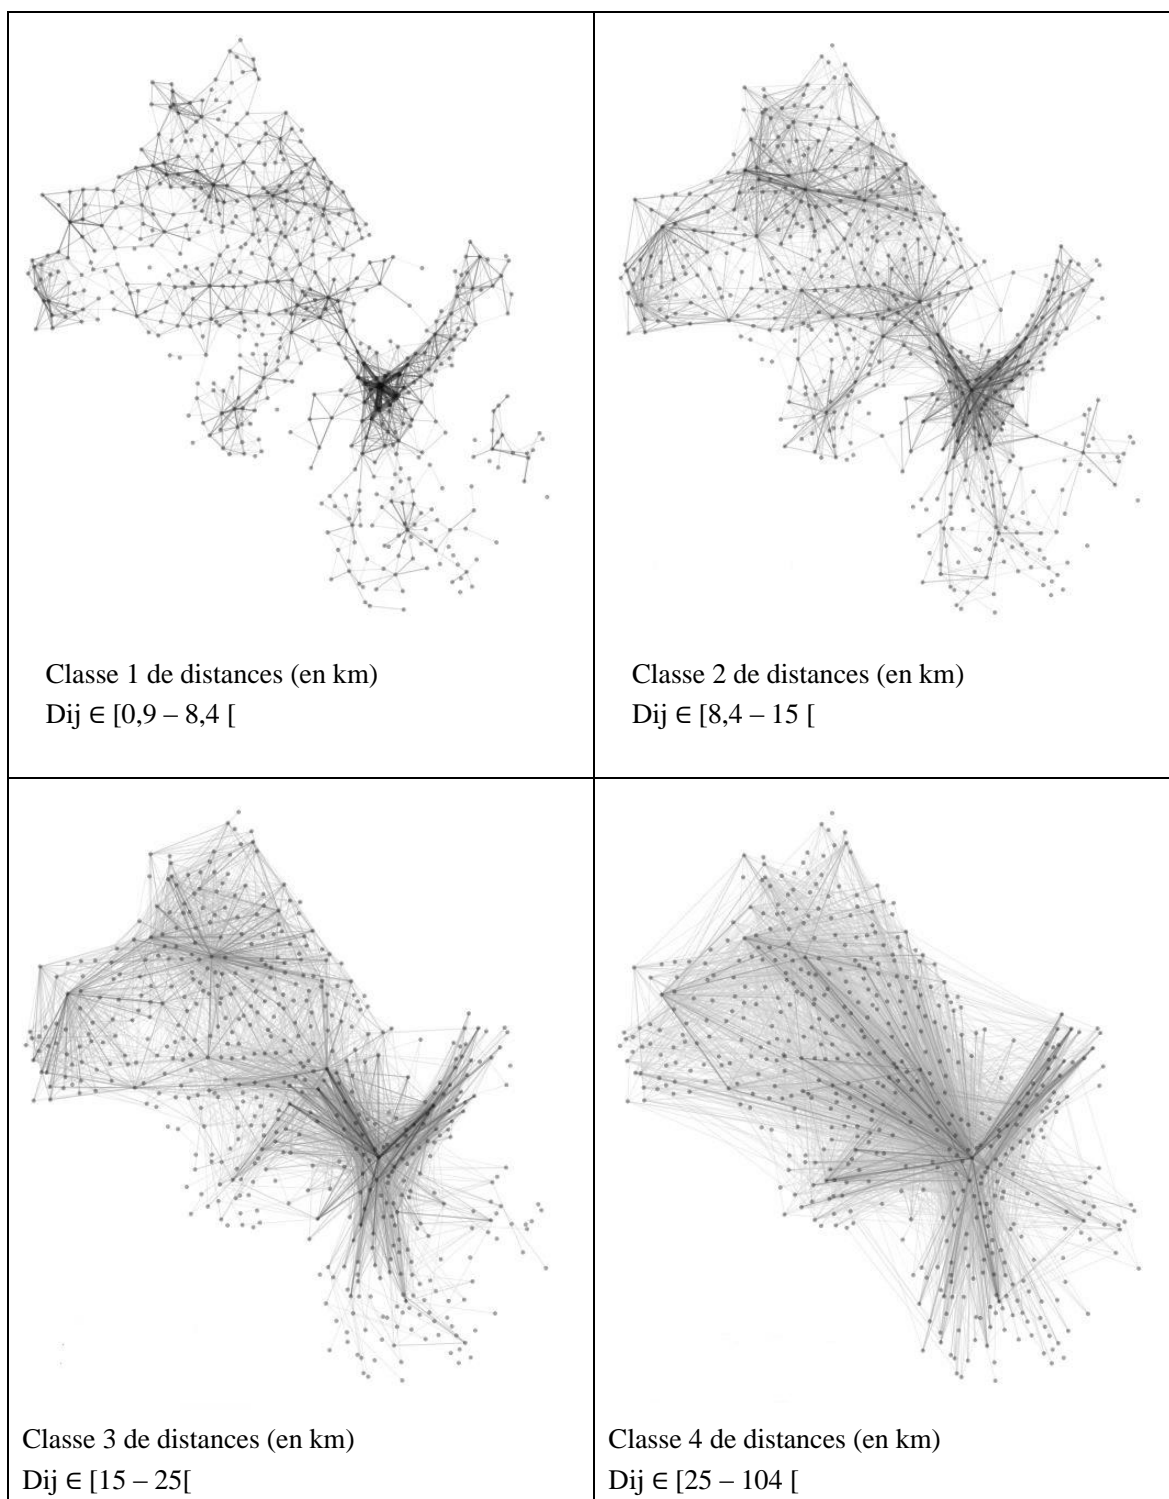 Classe 1 de distances (en km)
Dij ∈ [0,9 – 8,4 [
Classe 2 de distances (en km)
Dij ∈ [8,4 – 15 [
Classe 3 de distances (en km)
Dij ∈ [15 – 25[
Classe 4 de distances (en km)
Dij ∈ [25 – 104 [